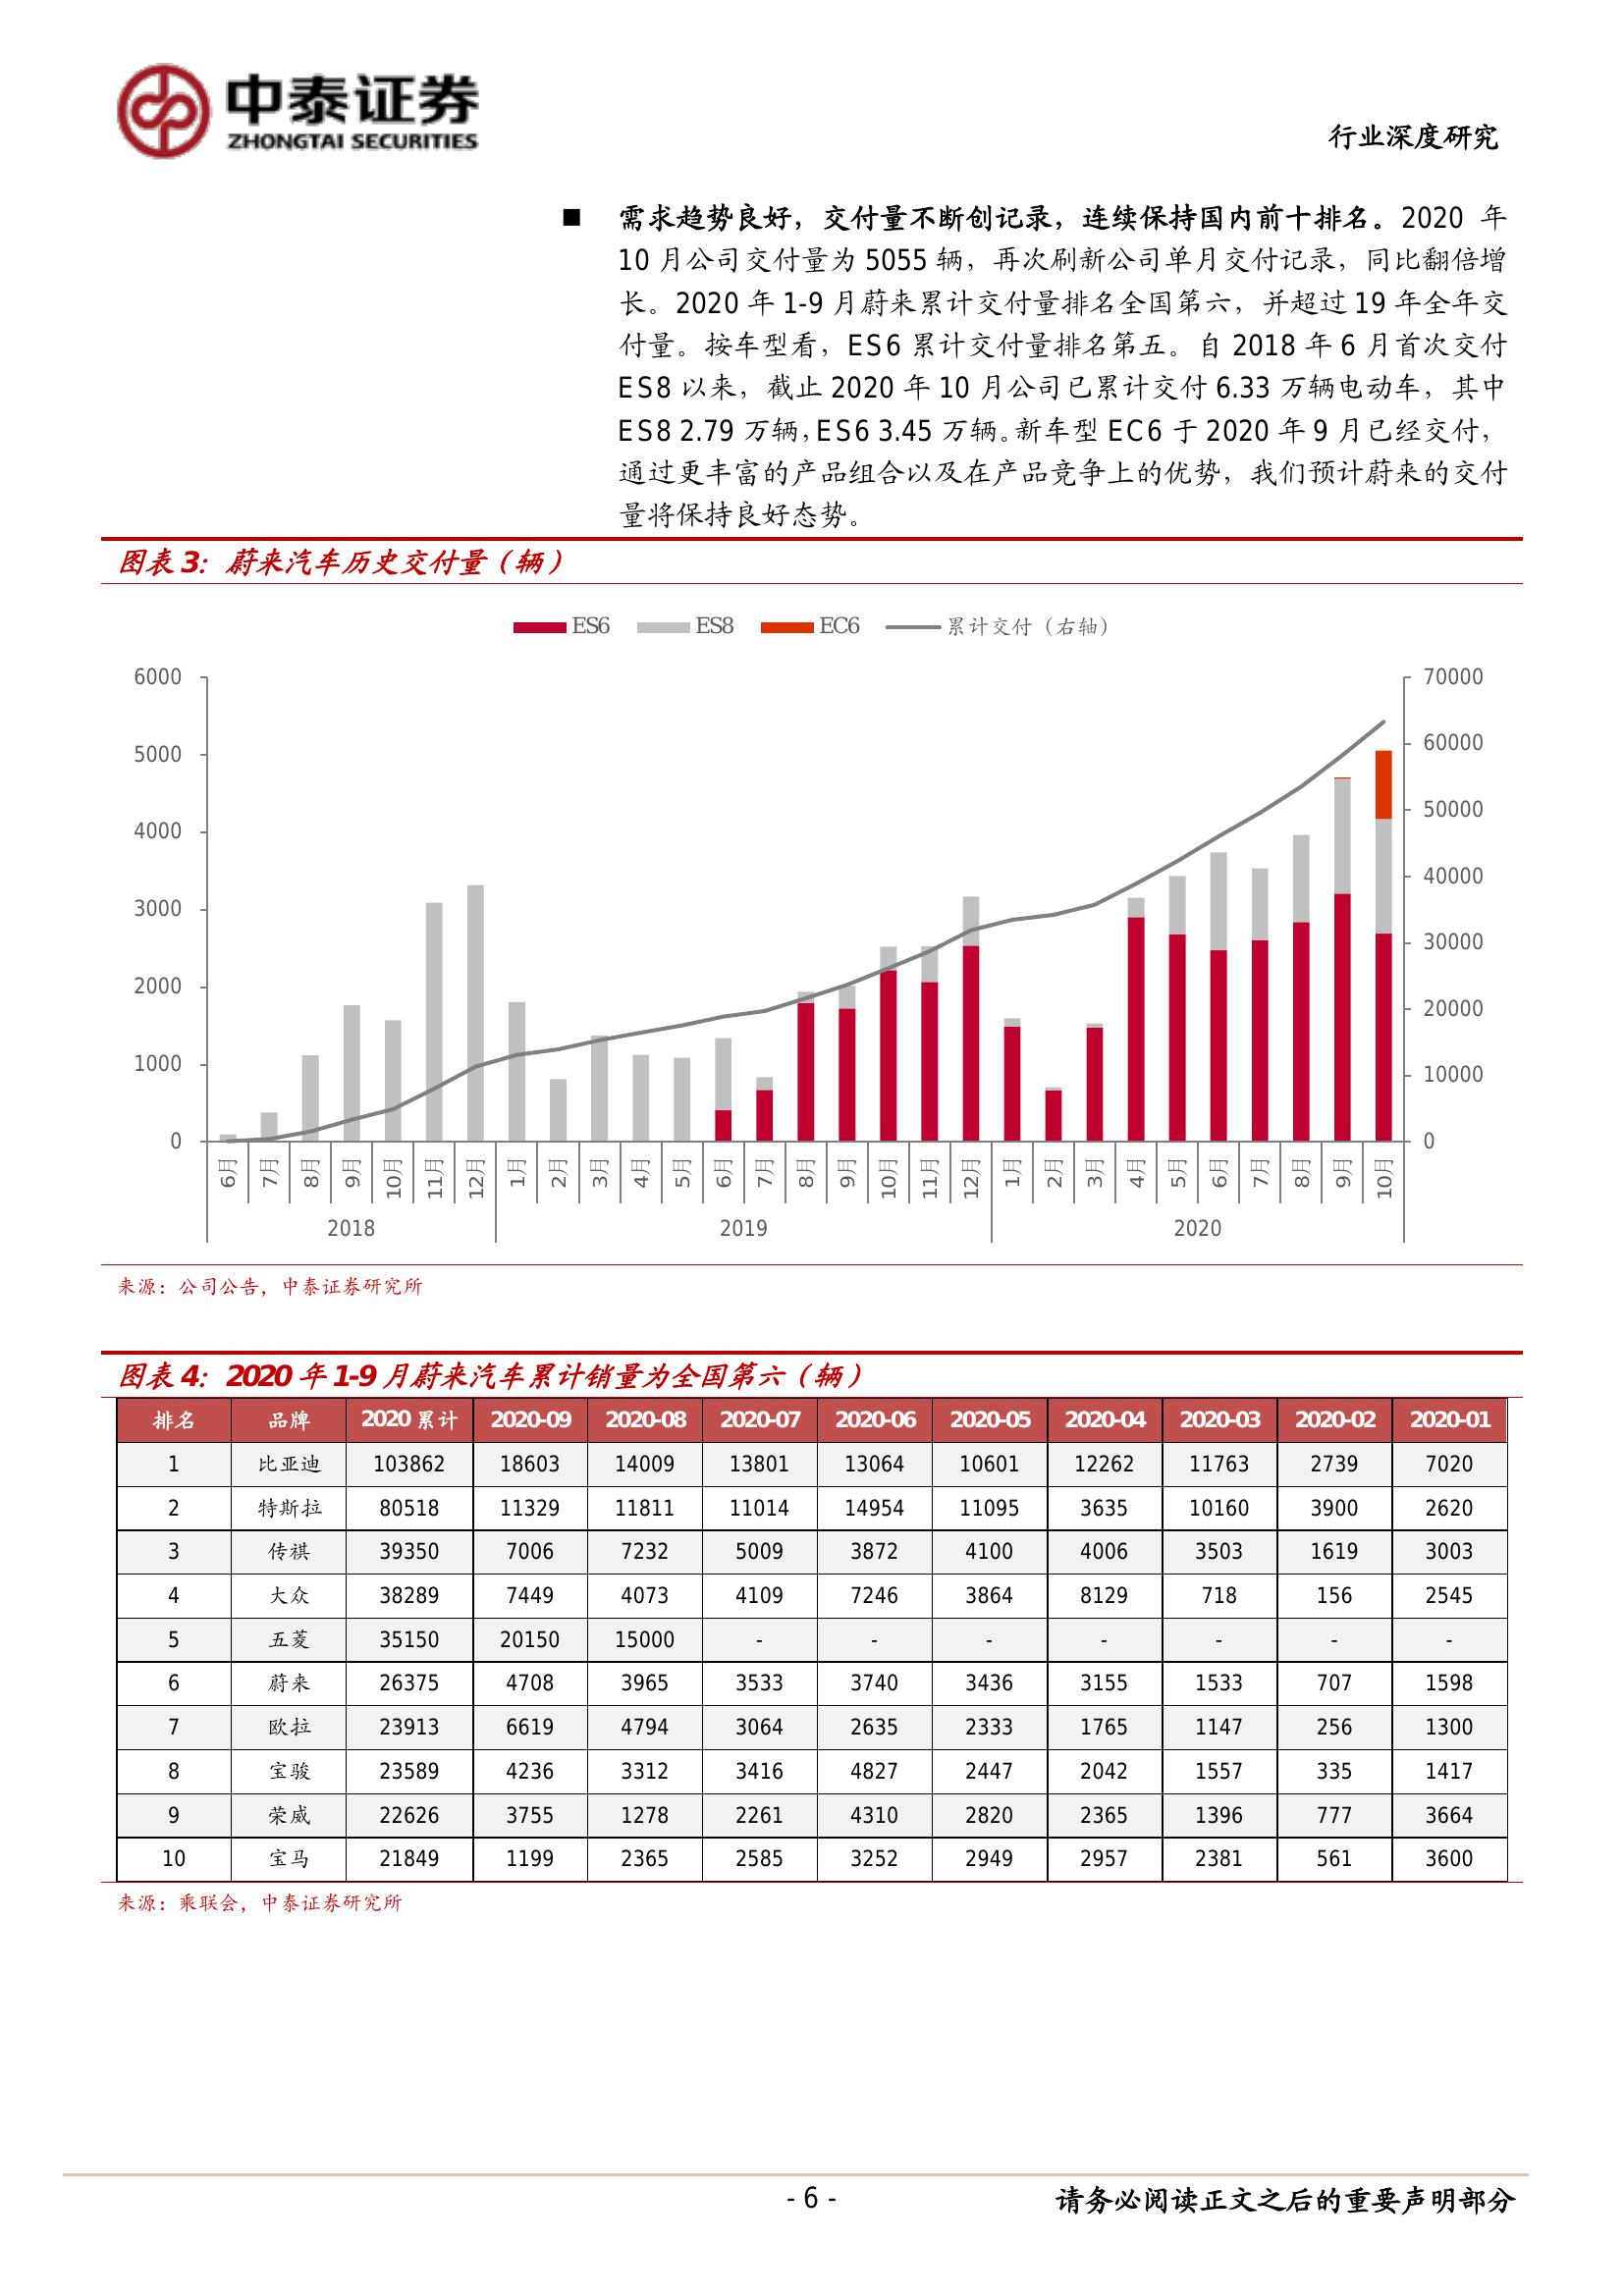 中泰证券
ZHONGTAI SECURITIES
行业深度研究
■ 需求趋势良好，交付量不断创记录，连续保持国内前十排名。2020 年
10 月公司交付量为 5055 辆，再次刷新公司单月交付记录，同比翻倍增
长。2020 年 1-9 月蔚来累计交付量排名全国第六，并超过 19 年全年交
付量。按车型看，ES6 累计交付量排名第五。自 2018 年 6 月首次交付
ES8 以来，截止 2020 年 10 月公司已累计交付 6.33 万辆电动车，其中
ES8 2.79 万辆，ES6 3.45 万辆。新车型 EC6 于 2020 年 9 月已经交付，
通过更丰富的产品组合以及在产品竞争上的优势，我们预计蔚来的交付
量将保持良好态势。
图表 3：蔚来汽车历史交付量（辆）
ES6 ES8 EC6 累计交付（右轴）
6000 70000
5000 60000
4000 50000
3000 40000
2000 30000
1000 20000
0 10000
0
6月 7月 8月 9月 10月 11月 12月 1月 2月 3月 4月 5月 6月 7月 8月 9月 10月 11月 12月 1月 2月 3月 4月 5月 6月 7月 8月 9月 10月
2018 2019 2020
来源：公司公告，中泰证券研究所
图表 4：2020 年 1-9 月蔚来汽车累计销量为全国第六（辆）
排名 品牌 2020 累计 2020-09 2020-08 2020-07 2020-06 2020-05 2020-04 2020-03 2020-02 2020-01
1 比亚迪 103862 18603 14009 13801 13064 10601 12262 11763 2739 7020
2 特斯拉 80518 11329 11811 11014 14954 11095 3635 10160 3900 2620
3 传祺 39350 7006 7232 5009 3872 4100 4006 3503 1619 3003
4 大众 38289 7449 4073 4109 7246 3864 8129 718 156 2545
5 五菱 35150 20150 15000 - - - - - - -
6 蔚来 26375 4708 3965 3533 3740 3436 3155 1533 707 1598
7 欧拉 23913 6619 4794 3064 2635 2333 1765 1147 256 1300
8 宝骏 23589 4236 3312 3416 4827 2447 2042 1557 335 1417
9 荣威 22626 3755 1278 2261 4310 2820 2365 1396 777 3664
10 宝马 21849 1199 2365 2585 3252 2949 2957 2381 561 3600
来源：乘联会，中泰证券研究所
- 6 -
请务必阅读正文之后的重要声明部分